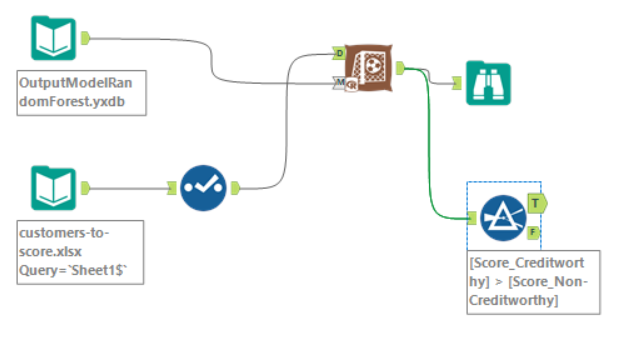 OutputModelRan
domForest.yxdb
D
M
R
customers-to-
score.xlsx
Query=`Sheet1$`
T
F
[Score_Creditwort
hy] > [Score_Non-
Creditworthy]